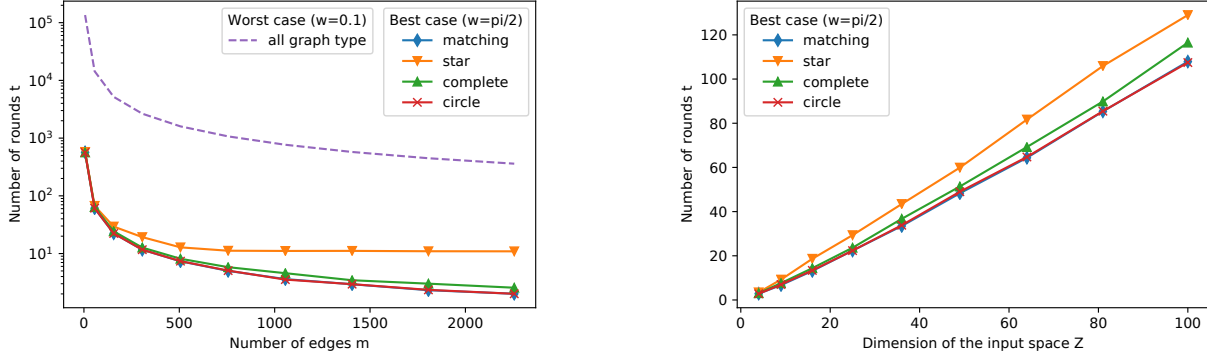 Worst case (w=0.1)
all graph type
Best case (w=pi/2)
matching
star
complete
circle
10^5
10^4
10^3
10^2
10^1
Number of rounds t
0
500
1000
1500
2000
Number of edges m
Best case (w=pi/2)
matching
star
complete
circle
120
100
80
60
40
20
0
Number of rounds t
0
20
40
60
80
100
Dimension of the input space Z